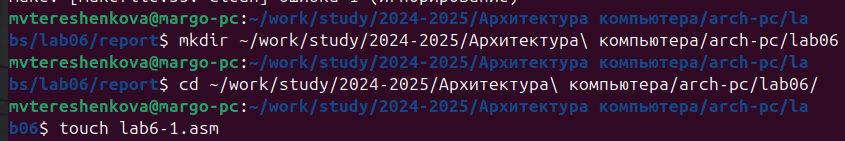 make: [Makefile:35: clean] Ошибка 1 (игнорирование)
mvtereshenkova@margo-pc:~/work/study/2024-2025/Архитектура компьютера/arch-pc/la
bs/lab06/report$ mkdir ~/work/study/2024-2025/Архитектура\ компьютера/arch-pc/lab06
mvtereshenkova@margo-pc:~/work/study/2024-2025/Архитектура компьютера/arch-pc/la
bs/lab06/report$ cd ~/work/study/2024-2025/Архитектура\ компьютера/arch-pc/lab06/
mvtereshenkova@margo-pc:~/work/study/2024-2025/Архитектура компьютера/arch-pc/la
b06$ touch lab6-1.asm